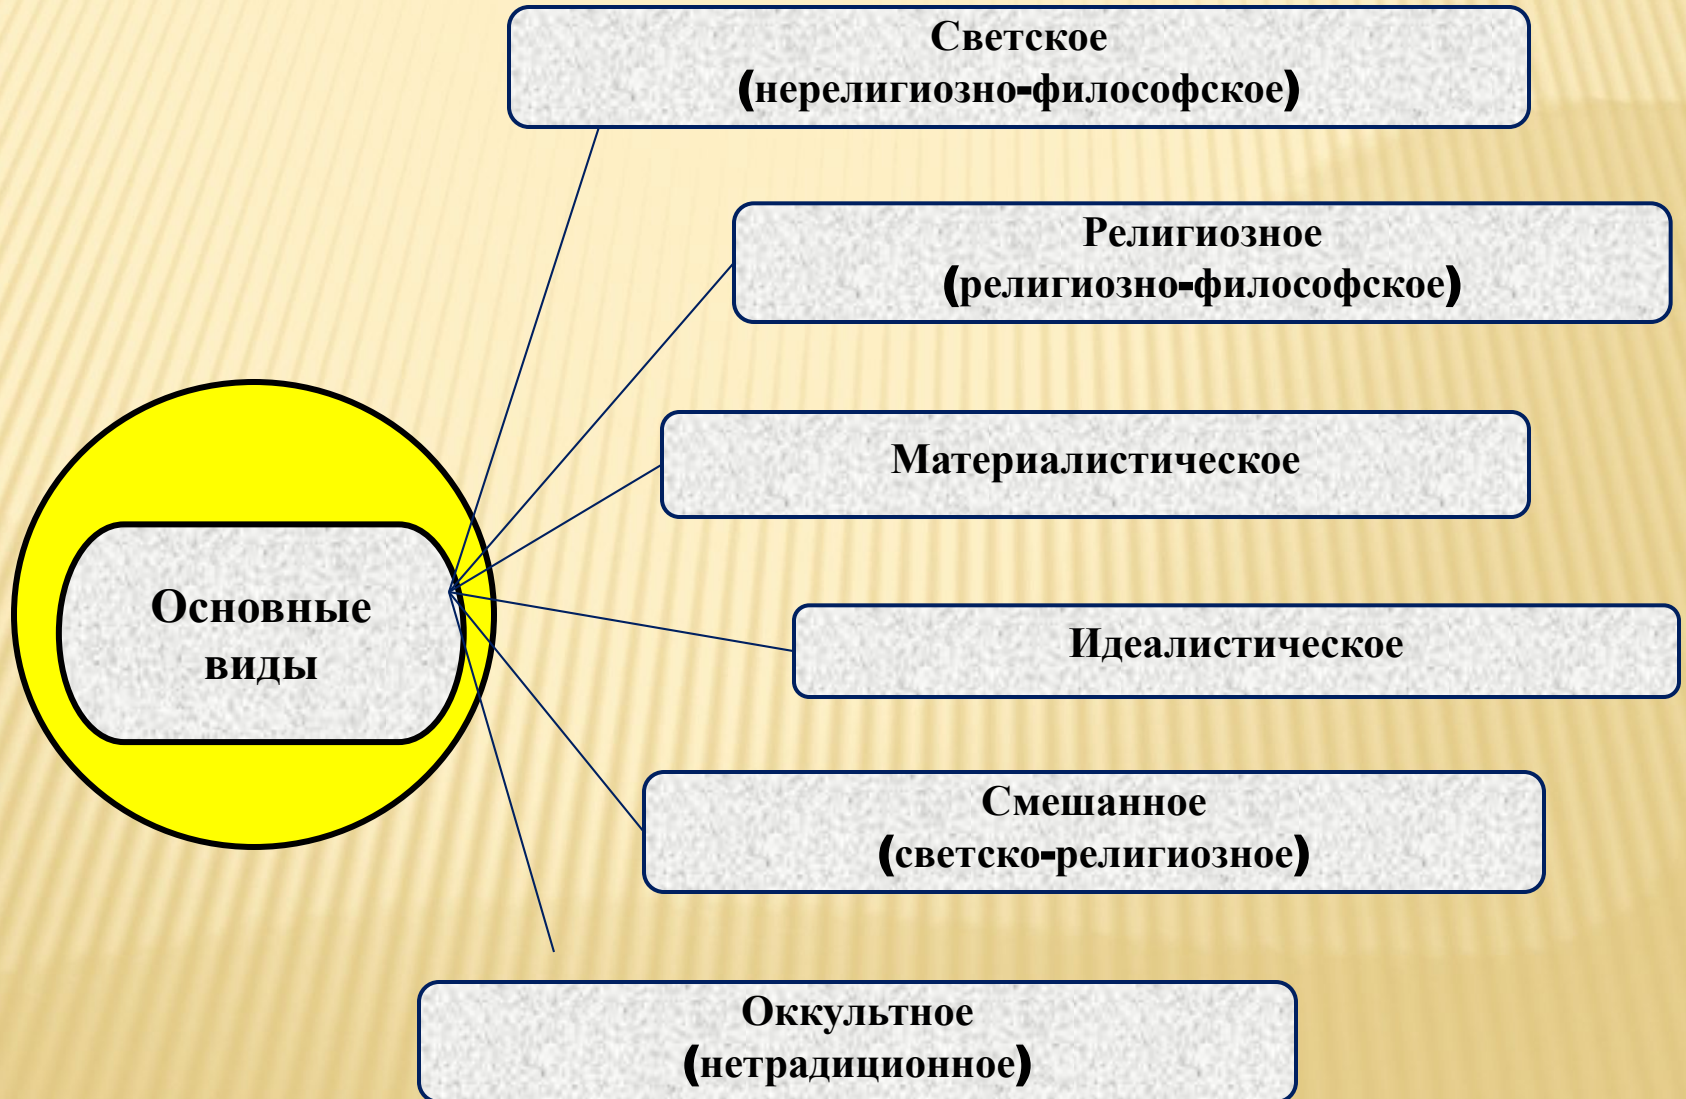 Светское
(нерелигиозно-философское)
Религиозное
(религиозно-философское)
Материалистическое
Основные
виды
Идеалистическое
Смешанное
(светско-религиозное)
Оккультное
(нетрадиционное)